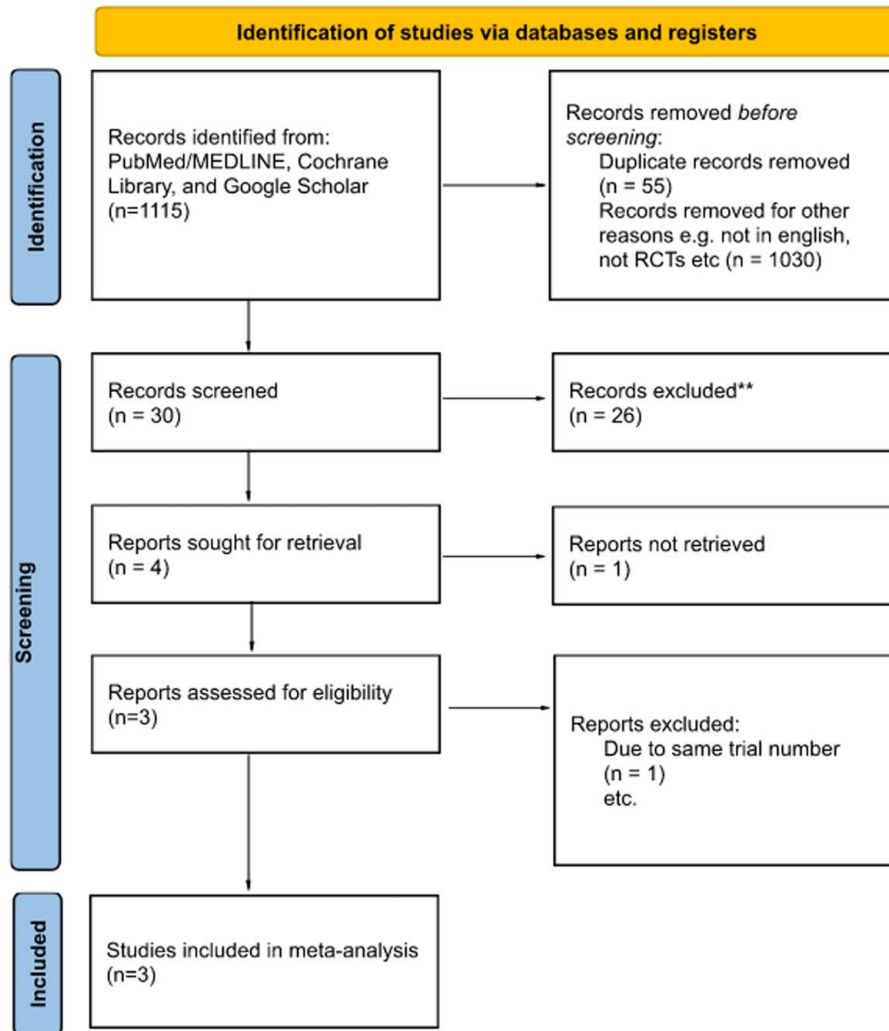 Identification of studies via databases and registers
Identification
Records identified from:
PubMed/MEDLINE, Cochrane
Library, and Google Scholar
(n=1115)
Records removed before
screening:
Duplicate records removed
(n = 55)
Records removed for other
reasons e.g. not in english,
not RCTs etc (n = 1030)
Screening
Records screened
(n = 30)
Records excluded**
(n = 26)
Reports sought for retrieval
(n = 4)
Reports not retrieved
(n = 1)
Reports assessed for eligibility
(n=3)
Reports excluded:
Due to same trial number
(n = 1)
etc.
Included
Studies included in meta-analysis
(n=3)